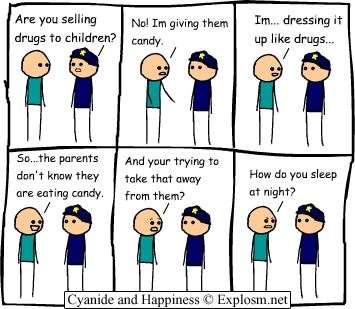 Are you selling
drugs to children?
No! Im giving them
candy.
Im... dressing it
up like drugs...
So...the parents
don't know they
are eating candy.
And your trying to
take that away
from them?
How do you sleep
at night?
Cyanide and Happiness © Explosm.net